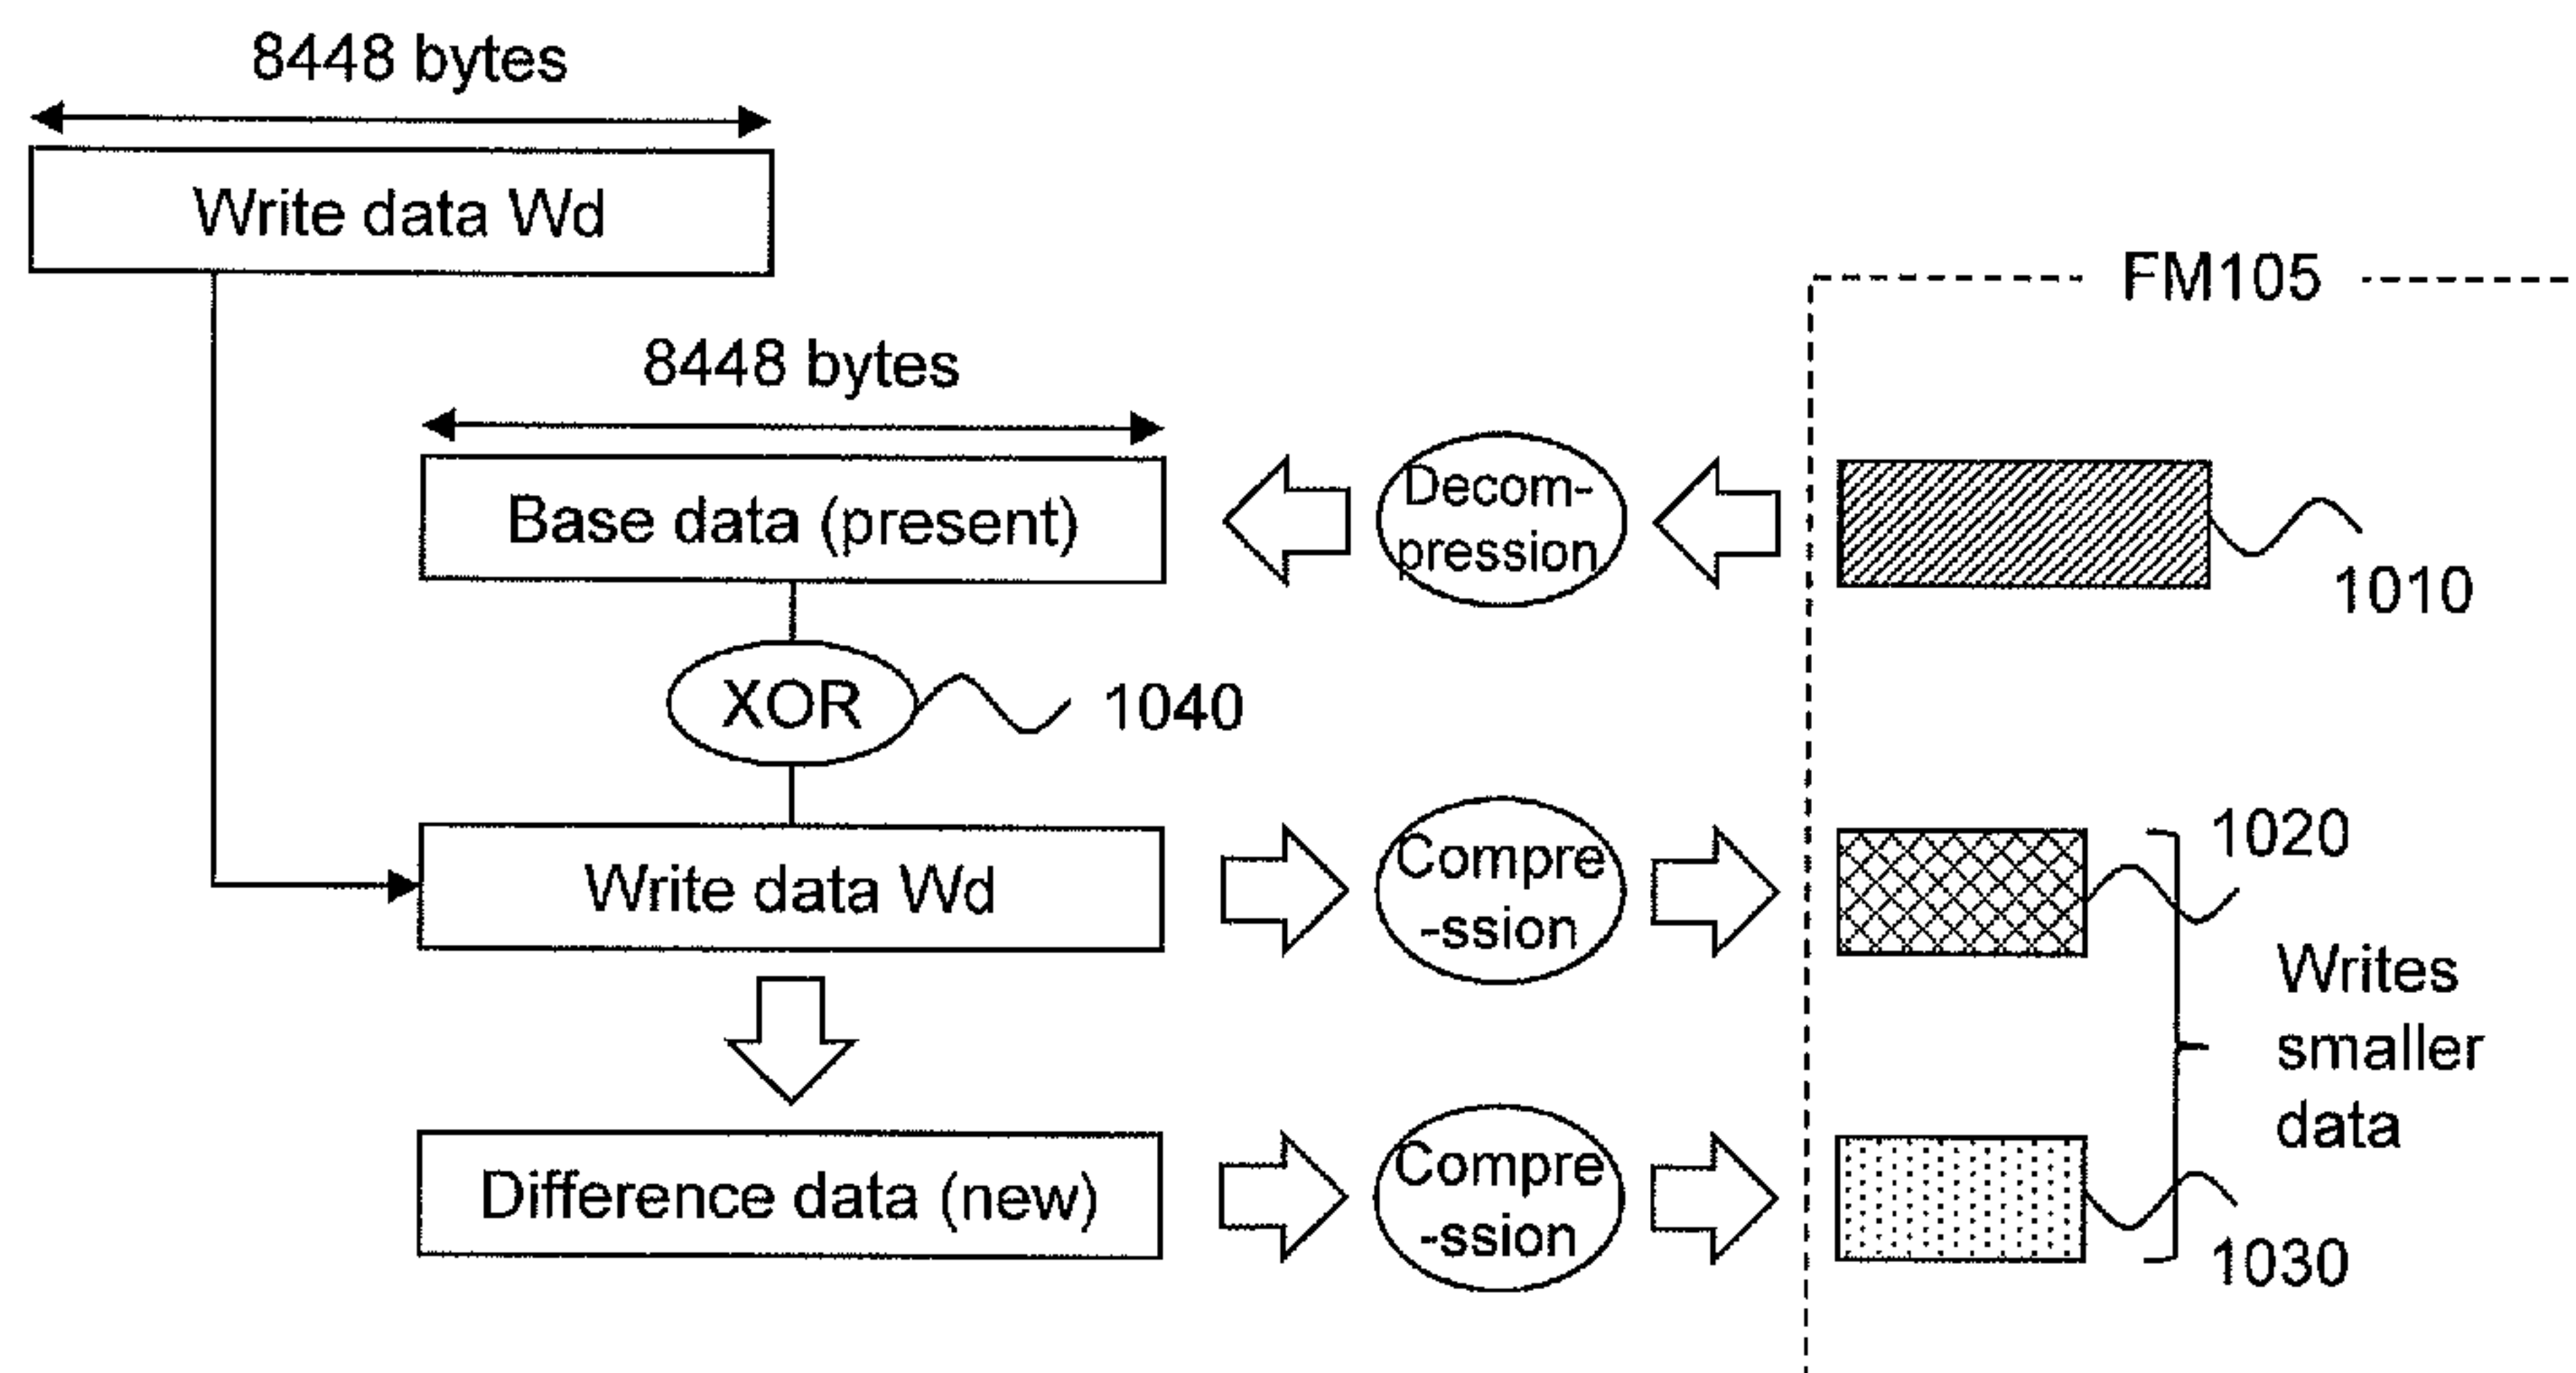 8448 bytes
Write data Wd
FM105
8448 bytes
Base data (present)
Decom-
pression
1010
XOR
1040
Write data Wd
Compre
-ssion
1020
Writes
smaller
data
Difference data (new)
Compre
-ssion
1030